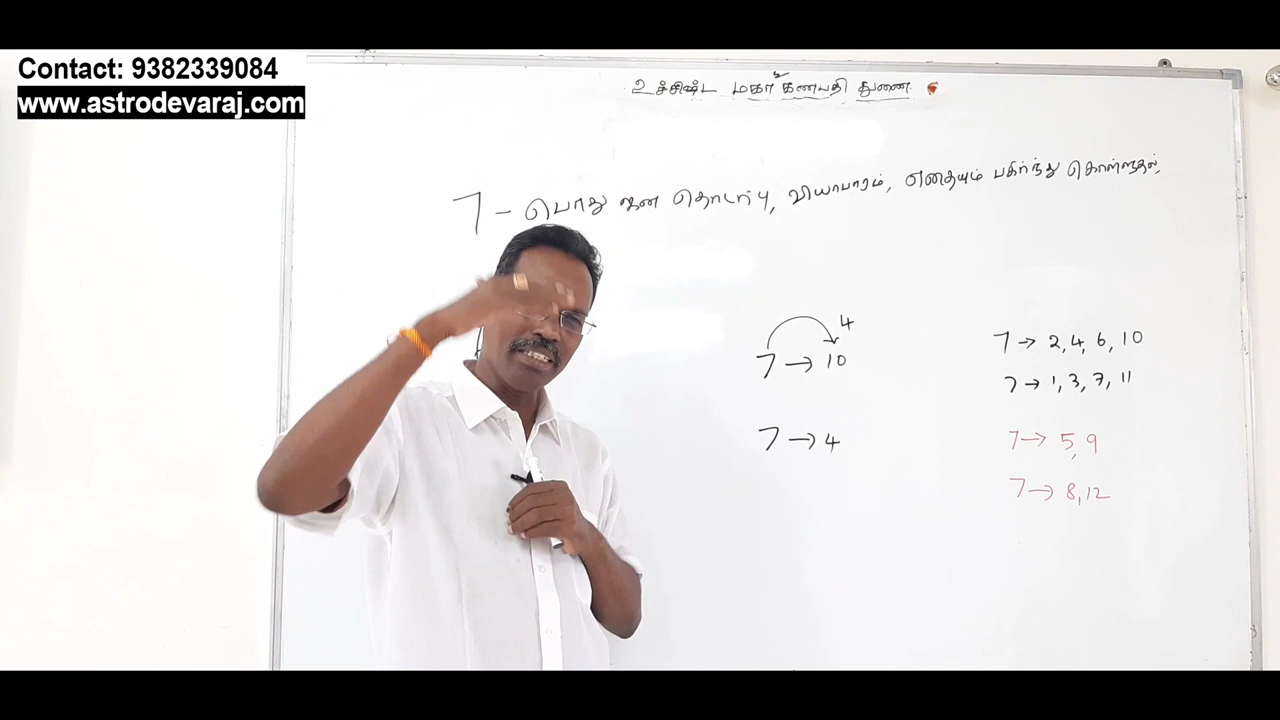 Contact: 9382339084
www.astrodevaraj.com
உச்சிஷ்ட மகா கணபதி துணை
7 - பொது ஜன தொடர்பு, வியாபாரம், எதையும் பகிர்ந்து கொள்ளுதல்,
4
7 → 10
7 → 4
7 → 2, 4, 6, 10
7 → 1, 3, 7, 11
7 → 5, 9
7 → 8, 12